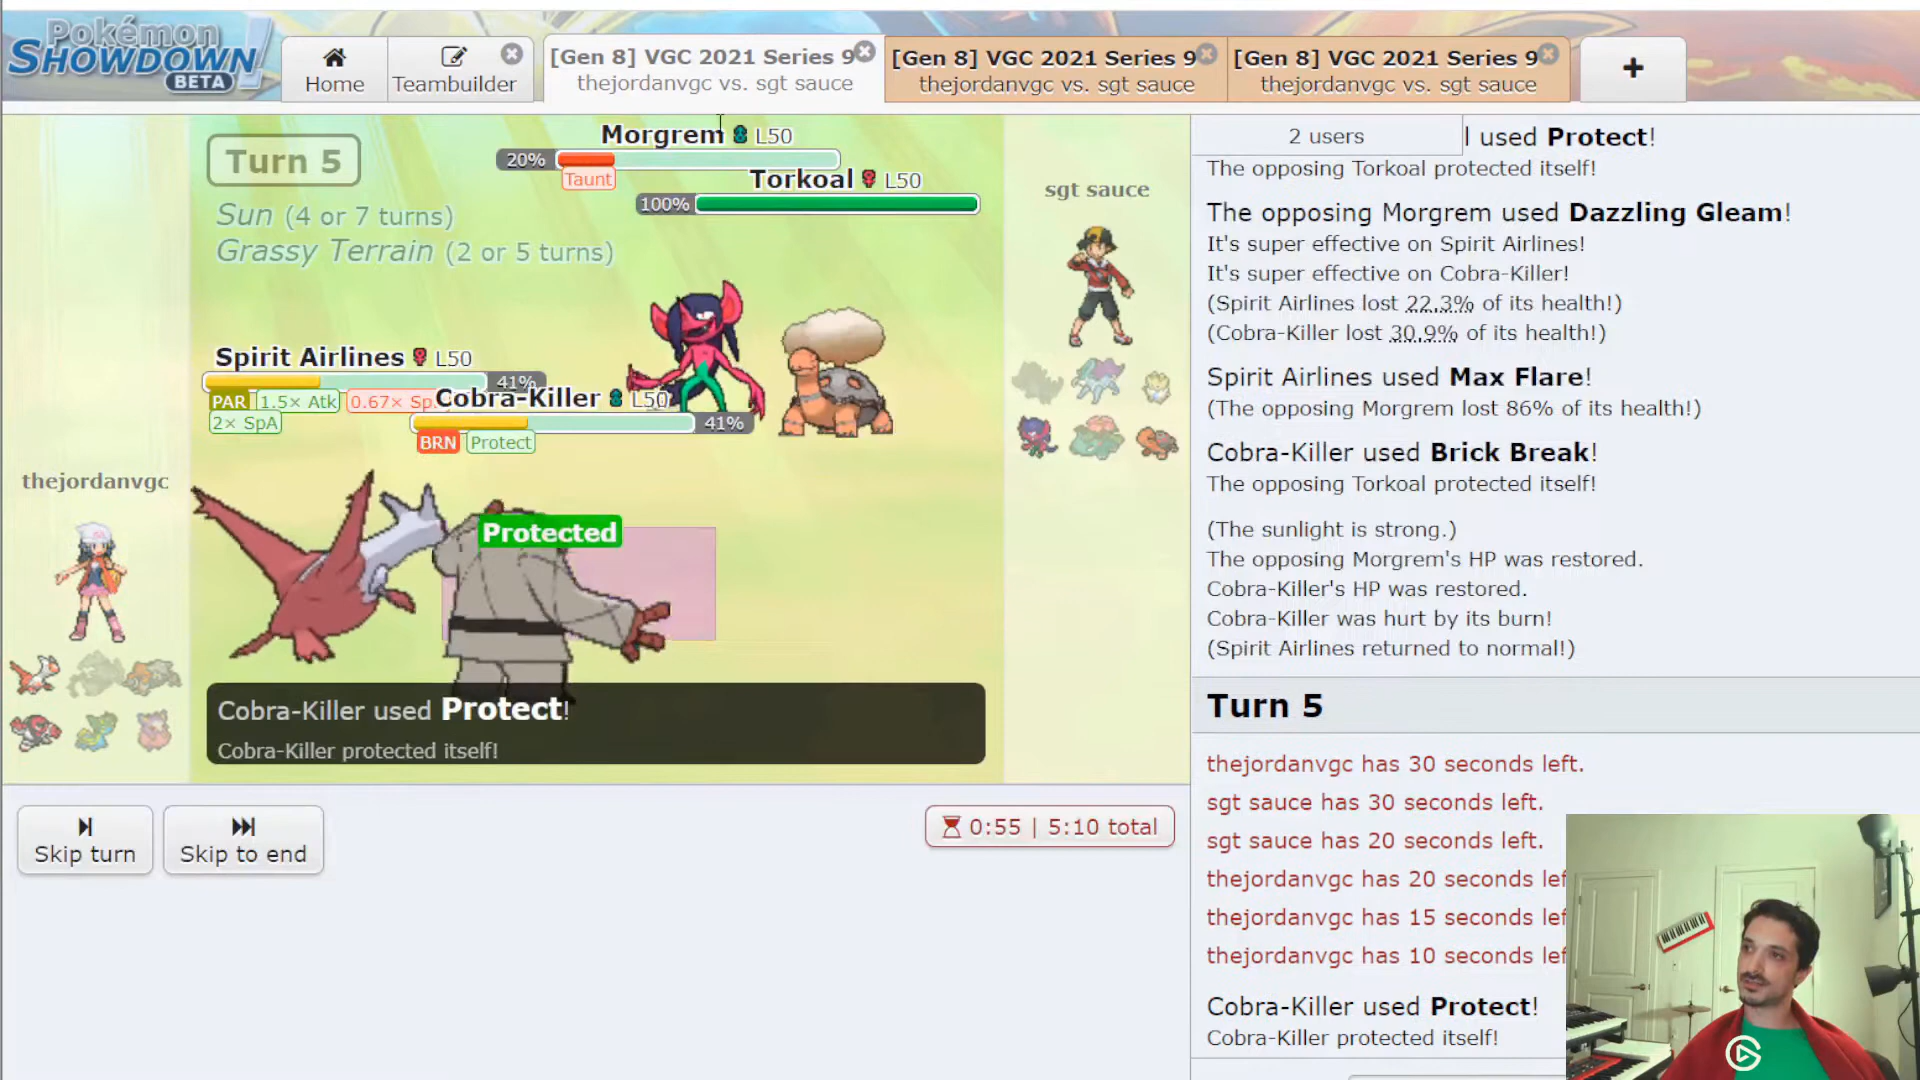 Pokémon
SHOWDOWN!
BETA
Home
Teambuilder
[Gen 8] VGC 2021 Series 9
thejordanvgc vs. sgt sauce
[Gen 8] VGC 2021 Series 9
thejordanvgc vs. sgt sauce
[Gen 8] VGC 2021 Series 9
thejordanvgc vs. sgt sauce
+
Turn 5
Sun (4 or 7 turns)
Grassy Terrain (2 or 5 turns)
Morgrem L50
20%
Taunt
Torkoal L50
100%
sgt sauce
Spirit Airlines L50
41%
PAR 1.5× Atk 0.67× Sp
2× SpA
Cobra-Killer L50
41%
BRN Protect
thejordanvgc
Protected
Cobra-Killer used Protect!
Cobra-Killer protected itself!
Skip turn
Skip to end
0:55 | 5:10 total
2 users
l used Protect!
The opposing Torkoal protected itself!
The opposing Morgrem used Dazzling Gleam!
It's super effective on Spirit Airlines!
It's super effective on Cobra-Killer!
(Spirit Airlines lost 22.3% of its health!)
(Cobra-Killer lost 30.9% of its health!)
Spirit Airlines used Max Flare!
(The opposing Morgrem lost 86% of its health!)
Cobra-Killer used Brick Break!
The opposing Torkoal protected itself!
(The sunlight is strong.)
The opposing Morgrem's HP was restored.
Cobra-Killer's HP was restored.
Cobra-Killer was hurt by its burn!
(Spirit Airlines returned to normal!)
Turn 5
thejordanvgc has 30 seconds left.
sgt sauce has 30 seconds left.
sgt sauce has 20 seconds left.
thejordanvgc has 20 seconds lef
thejordanvgc has 15 seconds lef
thejordanvgc has 10 seconds lef
Cobra-Killer used Protect!
Cobra-Killer protected itself!